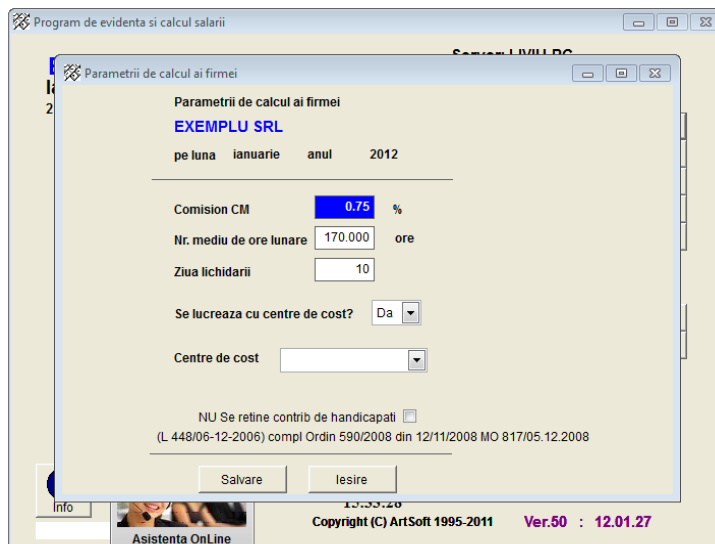 Program de evidenta si calcul salarii
Parametrii de calcul ai firmei
Parametrii de calcul ai firmei
EXEMPLU SRL
pe luna ianuarie anul 2012
Comision CM 0.75 %
Nr. mediu de ore lunare 170.000 ore
Ziua lichidarii 10
Se lucreaza cu centre de cost? Da
Centre de cost
NU Se retine contrib de handicapati
(L 448/06-12-2006) compl Ordin 590/2008 din 12/11/2008 MO 817/05.12.2008
Salvare Iesire
Info
Copyright (C) ArtSoft 1995-2011 Ver.50 : 12.01.27
Asistenta OnLine